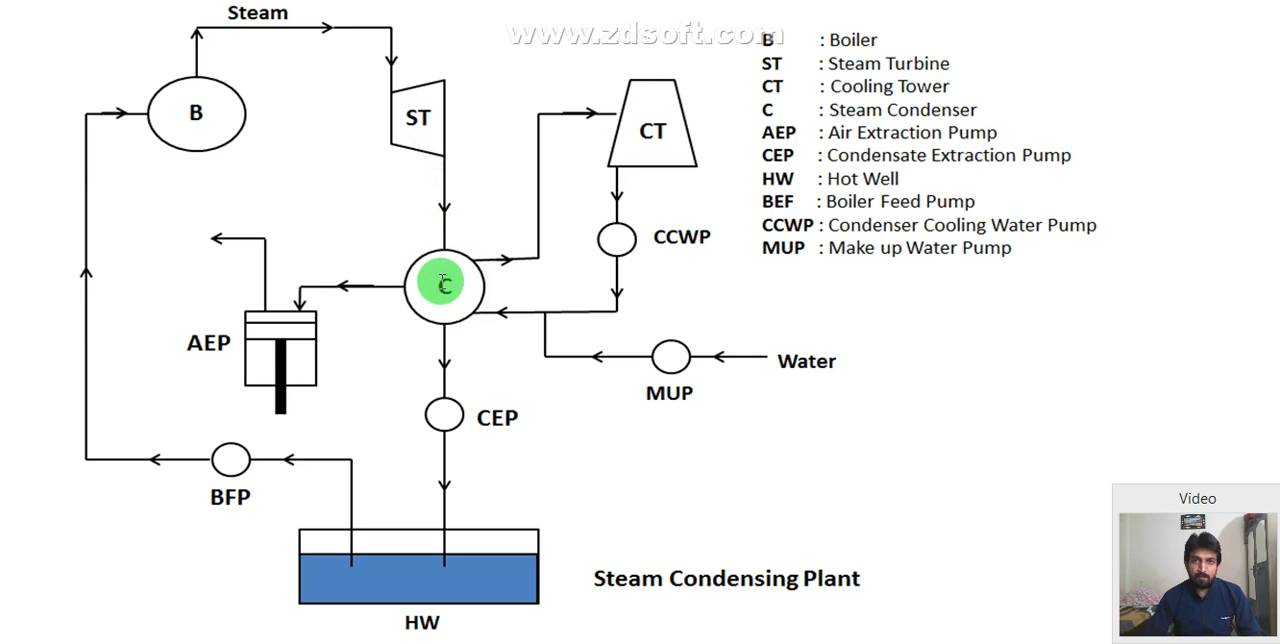 Steam
www.zdsoft.com
B : Boiler
ST : Steam Turbine
CT : Cooling Tower
C : Steam Condenser
AEP : Air Extraction Pump
CEP : Condensate Extraction Pump
HW : Hot Well
BEF : Boiler Feed Pump
CCWP : Condenser Cooling Water Pump
MUP : Make up Water Pump
B
ST
CT
CCWP
C
AEP
Water
MUP
CEP
BFP
Video
Steam Condensing Plant
HW